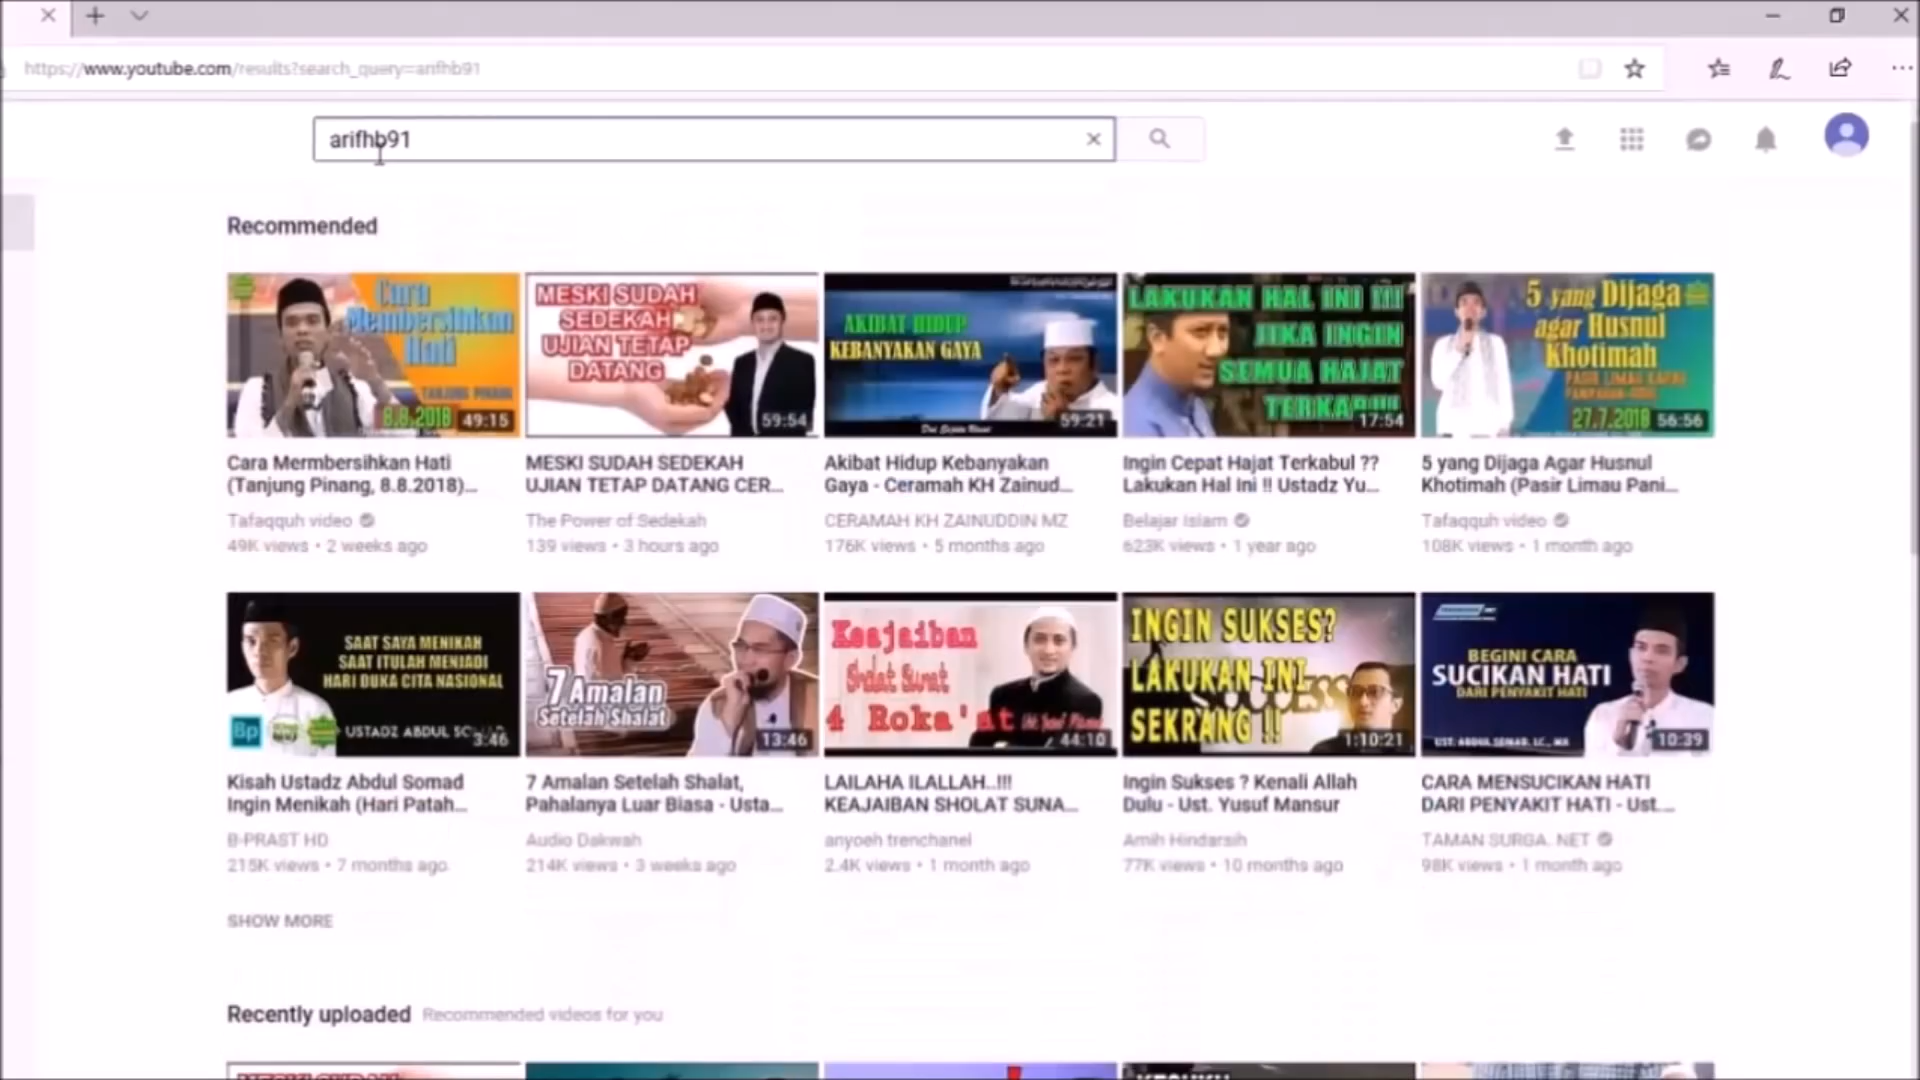 https://www.youtube.com/results?search_query=arifhb91
arifhb91
Recommended
Cara
Membersihkan
Hati
TANJUNG PINANG
8.8.2018 49:15
MESKI SUDAH
SEDEKAH
UJIAN TETAP
DATANG
59:54
AKIBAT HIDUP
KEBANYAKAN GAYA
59:21
LAKUKAN HAL INI !!!
JIKA INGIN
SEMUA HAJAT
TERKABUL
17:54
5 yang Dijaga
agar Husnul
Khotimah
27.7.2018 56:56
Cara Mermbersihkan Hati
(Tanjung Pinang, 8.8.2018)...
Tafaqquh video
49K views • 2 weeks ago
MESKI SUDAH SEDEKAH
UJIAN TETAP DATANG CER...
The Power of Sedekah
139 views • 3 hours ago
Akibat Hidup Kebanyakan
Gaya - Ceramah KH Zainud...
CERAMAH KH ZAINUDDIN MZ
176K views • 5 months ago
Ingin Cepat Hajat Terkabul ??
Lakukan Hal Ini !! Ustadz Yu...
Belajar Islam
623K views • 1 year ago
5 yang Dijaga Agar Husnul
Khotimah (Pasir Limau Pani...
Tafaqquh video
108K views • 1 month ago
SAAT SAYA MENIKAH
SAAT ITULAH MENJADI
HARI DUKA CITA NASIONAL
Bp
USTADZ ABDUL
3:46
7 Amalan
Setelah Shalat
13:46
Keajaiban
Sholat Sunat
4 Roka'at
44:10
INGIN SUKSES?
LAKUKAN INI
SEKRANG !!
1:10:21
BEGINI CARA
SUCIKAN HATI
DARI PENYAKIT HATI
UST. ABDUL SOMAD, LC., MA
10:39
Kisah Ustadz Abdul Somad
Ingin Menikah (Hari Patah...
B-PRAST HD
215K views • 7 months ago
7 Amalan Setelah Shalat,
Pahalanya Luar Biasa - Usta...
Audio Dakwah
214K views • 3 weeks ago
LAILAHA ILALLAH..!!!
KEAJAIBAN SHOLAT SUNA...
anyoeh trenchanel
2.4K views • 1 month ago
Ingin Sukses ? Kenali Allah
Dulu - Ust. Yusuf Mansur
Amih Hindarsih
77K views • 10 months ago
CARA MENSUCIKAN HATI
DARI PENYAKIT HATI - Ust....
TAMAN SURGA. NET
98K views • 1 month ago
SHOW MORE
Recently uploaded Recommended videos for you